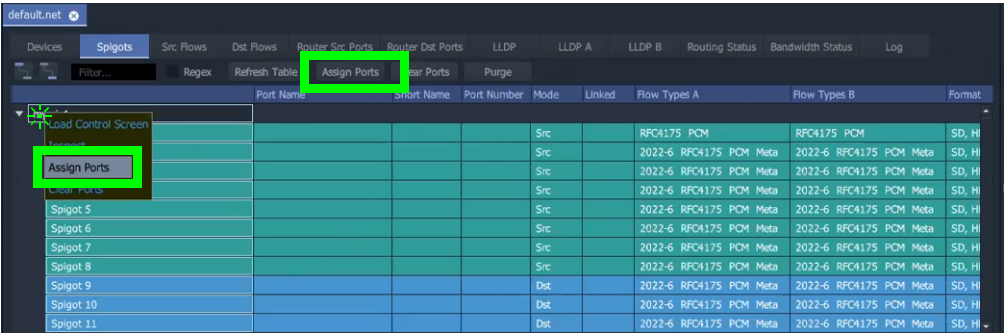 default.net
Devices Spigots Src Flows Dst Flows Router Src Ports Router Dst Ports LLDP LLDP A LLDP B Routing Status Bandwidth Status Log
Filter... Regex Refresh Table Assign Ports Ports Purge
Port Name Short Name Port Number Mode Linked Flow Types A Flow Types B Format
Load Control Screen
Src RFC4175 PCM RFC4175 PCM SD, HI
Inspect
Src 2022-6 RFC4175 PCM Meta 2022-6 RFC4175 PCM Meta SD, HI
Assign Ports
Src 2022-6 RFC4175 PCM Meta 2022-6 RFC4175 PCM Meta SD, HI
Clear Ports
Src 2022-6 RFC4175 PCM Meta 2022-6 RFC4175 PCM Meta SD, HI
Spigot 5 Src 2022-6 RFC4175 PCM Meta 2022-6 RFC4175 PCM Meta SD, HI
Spigot 6 Src 2022-6 RFC4175 PCM Meta 2022-6 RFC4175 PCM Meta SD, HI
Spigot 7 Src 2022-6 RFC4175 PCM Meta 2022-6 RFC4175 PCM Meta SD, HI
Spigot 8 Src 2022-6 RFC4175 PCM Meta 2022-6 RFC4175 PCM Meta SD, HI
Spigot 9 Dst 2022-6 RFC4175 PCM Meta 2022-6 RFC4175 PCM Meta SD, HI
Spigot 10 Dst 2022-6 RFC4175 PCM Meta 2022-6 RFC4175 PCM Meta SD, HI
Spigot 11 Dst 2022-6 RFC4175 PCM Meta 2022-6 RFC4175 PCM Meta SD, HI